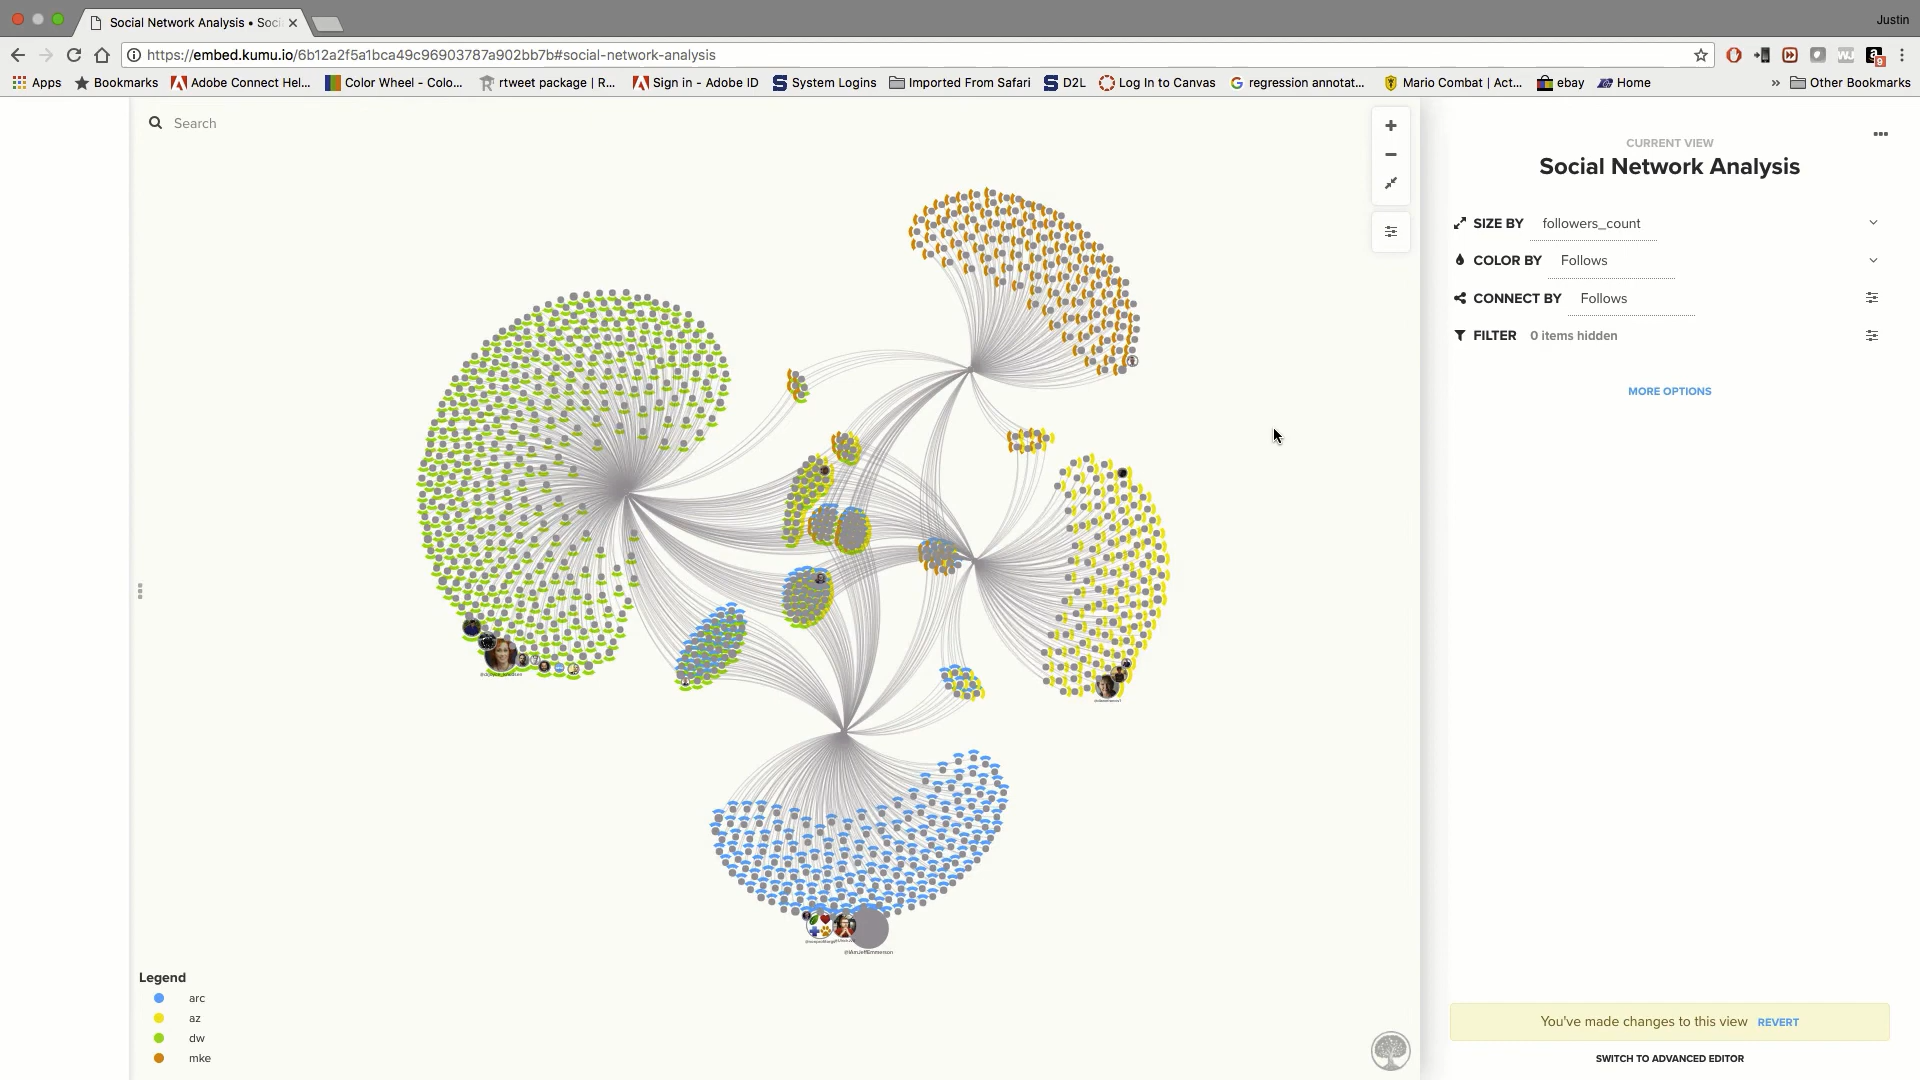 Social Network Analysis • Soci
Justin
https://embed.kumu.io/6b12a2f5a1bca49c96903787a902bb7b#social-network-analysis
9
Apps Bookmarks Adobe Connect Hel... Color Wheel - Colo... rtweet package | R... Sign in - Adobe ID System Logins Imported From Safari D2L Log In to Canvas regression annotat... Mario Combat | Act... ebay Home » Other Bookmarks
Search
CURRENT VIEW
Social Network Analysis
SIZE BY followers_count
COLOR BY Follows
CONNECT BY Follows
FILTER 0 items hidden
MORE OPTIONS
@IAmJeffEmmerson
Legend
arc
az
dw
mke
You've made changes to this view REVERT
SWITCH TO ADVANCED EDITOR